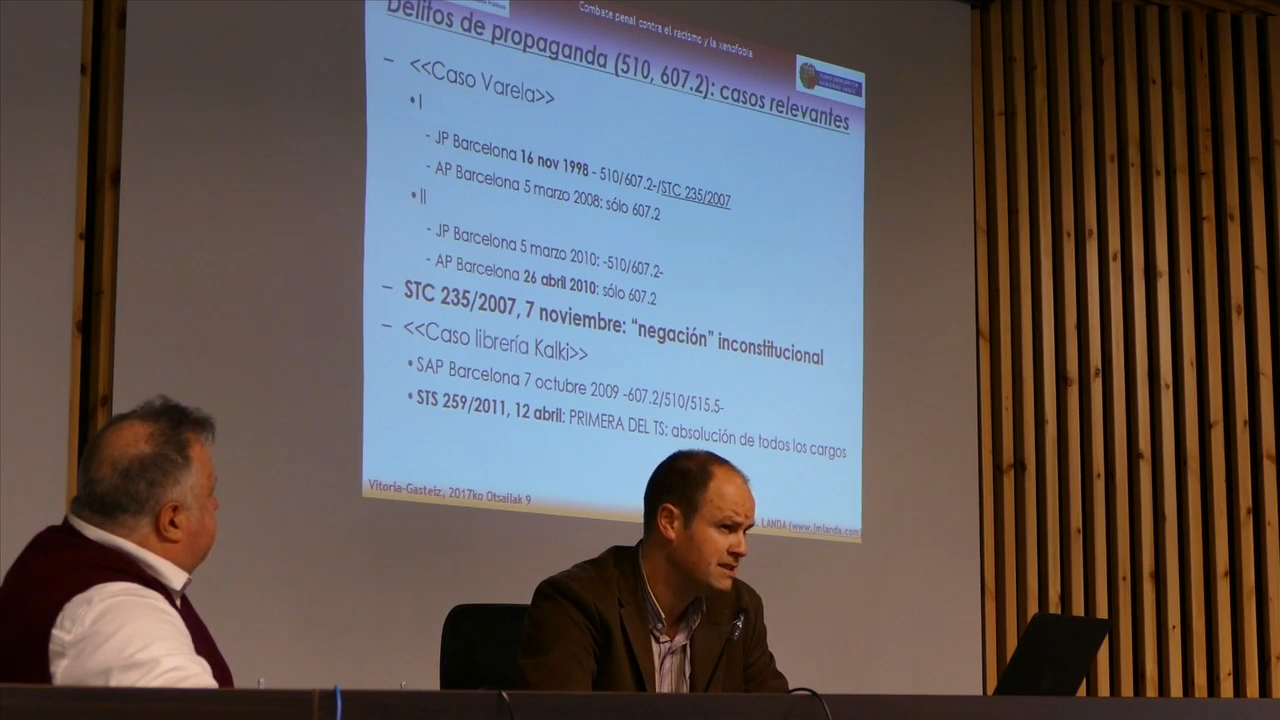 Combate penal contra el racismo y la xenofobia
Delitos de propaganda (510, 607.2): casos relevantes
– <<Caso Varela>>
• I
- JP Barcelona 16 nov 1998 - 510/607.2-/STC 235/2007
- AP Barcelona 5 marzo 2008: sólo 607.2
• II
- JP Barcelona 5 marzo 2010: -510/607.2-
- AP Barcelona 26 abril 2010: sólo 607.2
– STC 235/2007, 7 noviembre: “negación” inconstitucional
– <<Caso librería Kalki>>
• SAP Barcelona 7 octubre 2009 -607.2/510/515.5-
• STS 259/2011, 12 abril: PRIMERA DEL TS: absolución de todos los cargos
Vitoria-Gasteiz, 2017ko Otsailak 9
LANDA (www.jmlanda.com)